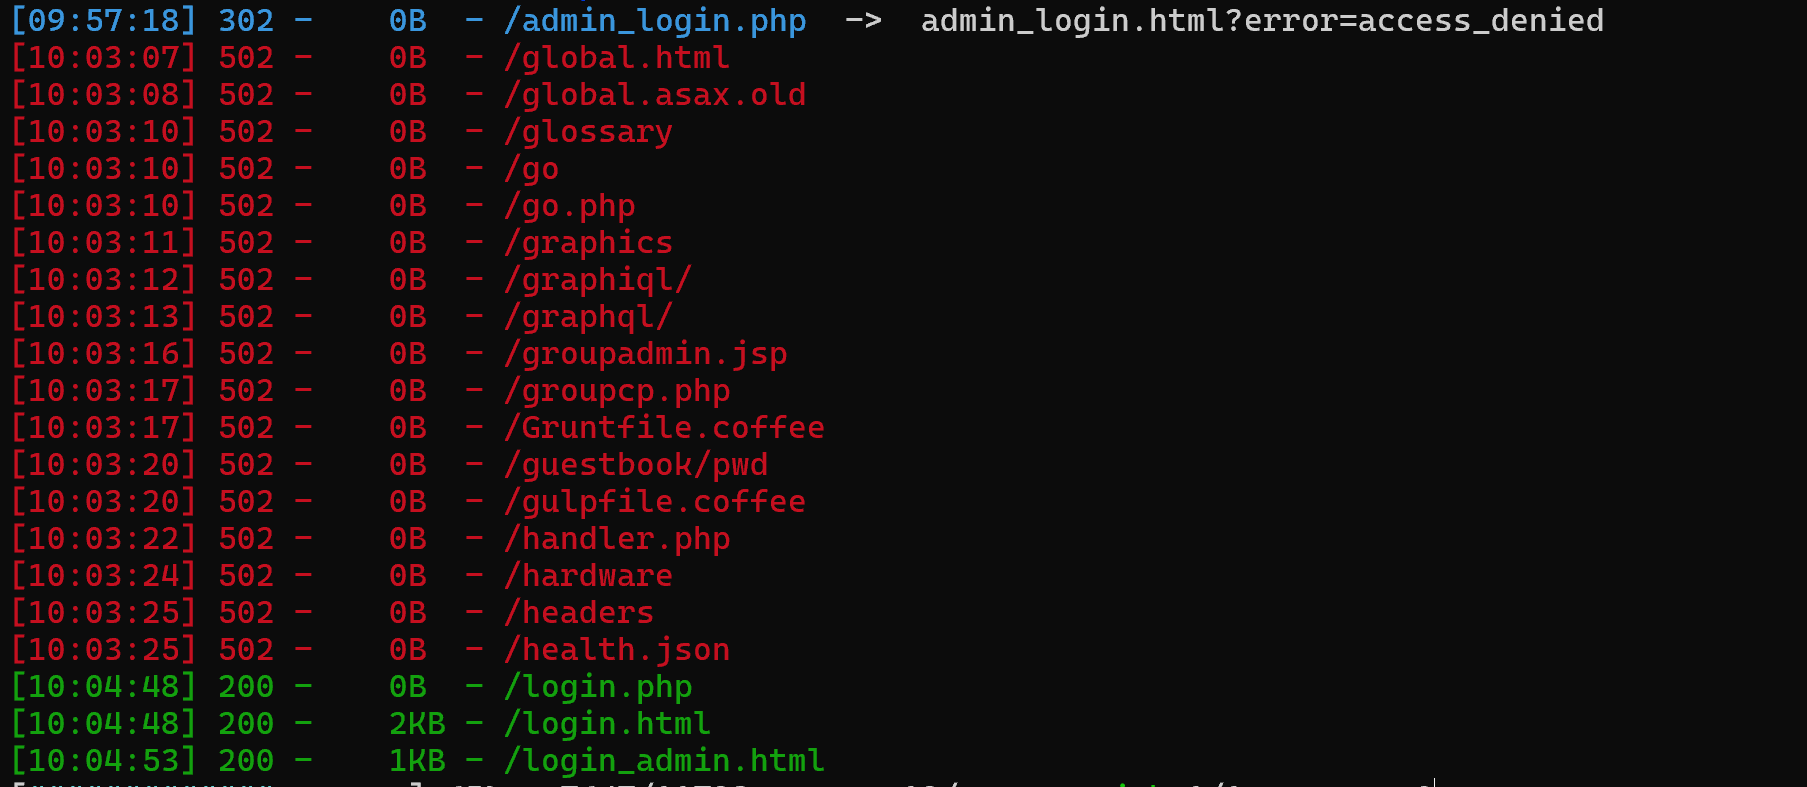 [09:57:18] 302 -    0B  - /admin_login.php  ->  admin_login.html?error=access_denied
[10:03:07] 502 -    0B  - /global.html
[10:03:08] 502 -    0B  - /global.asax.old
[10:03:10] 502 -    0B  - /glossary
[10:03:10] 502 -    0B  - /go
[10:03:10] 502 -    0B  - /go.php
[10:03:11] 502 -    0B  - /graphics
[10:03:12] 502 -    0B  - /graphiql/
[10:03:13] 502 -    0B  - /graphql/
[10:03:16] 502 -    0B  - /groupadmin.jsp
[10:03:17] 502 -    0B  - /groupcp.php
[10:03:17] 502 -    0B  - /Gruntfile.coffee
[10:03:20] 502 -    0B  - /guestbook/pwd
[10:03:20] 502 -    0B  - /gulpfile.coffee
[10:03:22] 502 -    0B  - /handler.php
[10:03:24] 502 -    0B  - /hardware
[10:03:25] 502 -    0B  - /headers
[10:03:25] 502 -    0B  - /health.json
[10:04:48] 200 -    0B  - /login.php
[10:04:48] 200 -    2KB - /login.html
[10:04:53] 200 -    1KB - /login_admin.html